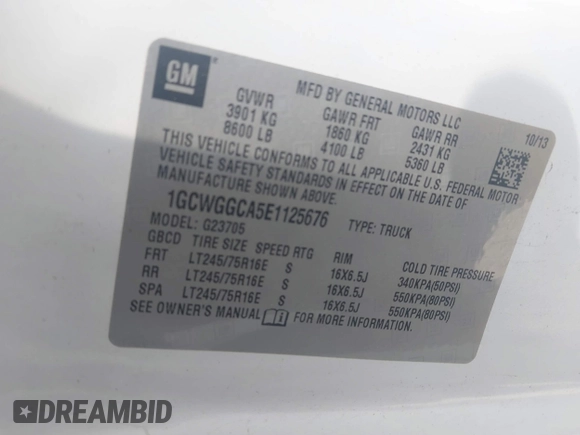 GM
MFD BY GENERAL MOTORS LLC
10/13
GVWR GAWR FRT GAWR RR
3901 KG 1860 KG 2431 KG
8600 LB 4100 LB 5360 LB
THIS VEHICLE CONFORMS TO ALL APPLICABLE U.S. FEDERAL MOTOR
VEHICLE SAFETY STANDARDS IN EFFECT ON THE DATE OF
MANUFACTURE SHOWN ABOVE.
1GCWGGCA5E1125676 TYPE: TRUCK
MODEL: G23705
GBCD TIRE SIZE SPEED RTG RIM COLD TIRE PRESSURE
FRT LT245/75R16E S 16X6.5J 340KPA(50PSI)
RR LT245/75R16E S 16X6.5J 550KPA(80PSI)
SPA LT245/75R16E S 16X6.5J 550KPA(80PSI)
SEE OWNER'S MANUAL FOR MORE INFORMATION.
DREAMBID